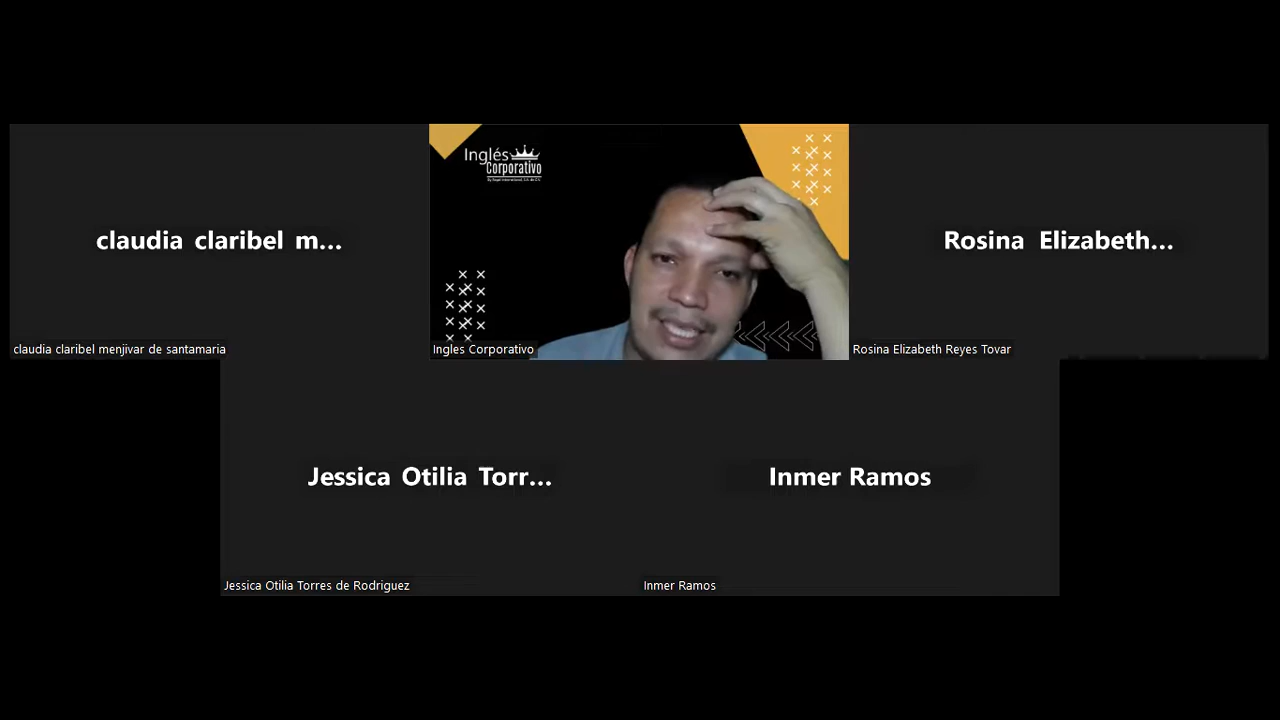 claudia claribel m...
claudia claribel menjivar de santamaria
Inglés
Corporativo
Ingles Corporativo
Rosina Elizabeth...
Rosina Elizabeth Reyes Tovar
Jessica Otilia Torr...
Jessica Otilia Torres de Rodriguez
Inmer Ramos
Inmer Ramos